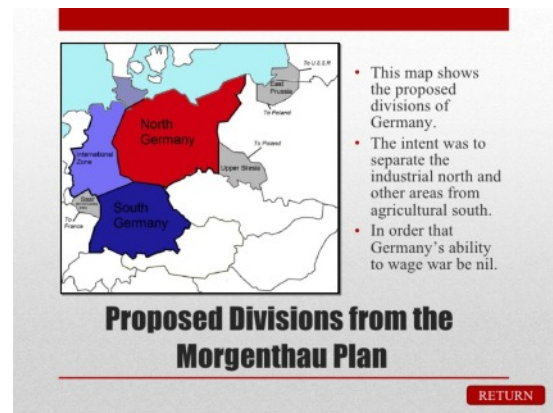 To U.S.S.R
East
Prussia
To Poland
North
Germany
To Poland
International
Zone
Upper Silesia
Saar
To
France
South
Germany
• This map shows
the proposed
divisions of
Germany.
• The intent was to
separate the
industrial north and
other areas from
agricultural south.
• In order that
Germany’s ability
to wage war be nil.
Proposed Divisions from the
Morgenthau Plan
RETURN